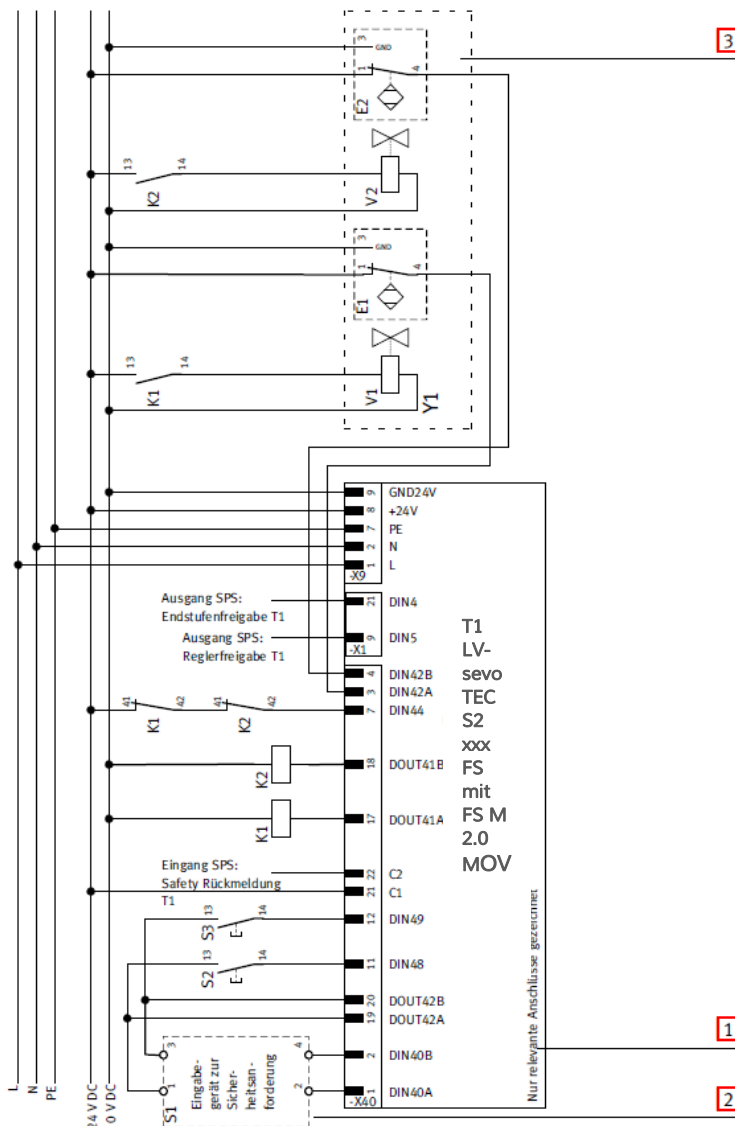 3
3
GND
1
4
E2
13
14
K2
V2
3
GND
1
4
E1
13
14
K1
V1
Y1
9
GND24V
8
+24V
7
PE
2
N
1
L
-X9
Ausgang SPS:
Endstufenfreigabe T1
21
DIN4
Ausgang SPS:
Reglerfreigabe T1
9
DIN5
-X1
T1
LV-
sevo
TEC
S2
xxx
FS
mit
FS M
2.0
MOV
4
DIN42B
3
DIN42A
41
42
K1
41
42
K2
7
DIN44
K2
18
DOUT41B
K1
17
DOUT41A
Eingang SPS:
Safety Rückmeldung
T1
22
C2
21
C1
13
14
S3
12
DIN49
13
14
S2
11
DIN48
20
DOUT42B
19
DOUT42A
Nur relevante Anschlüsse gezeichnet
1
3
4
2
DIN40B
Eingabe-
gerät zur
Sicher-
heitsan-
forderung
1
2
S1
1
DIN40A
-X40
2
L
N
PE
24 V DC
0 V DC